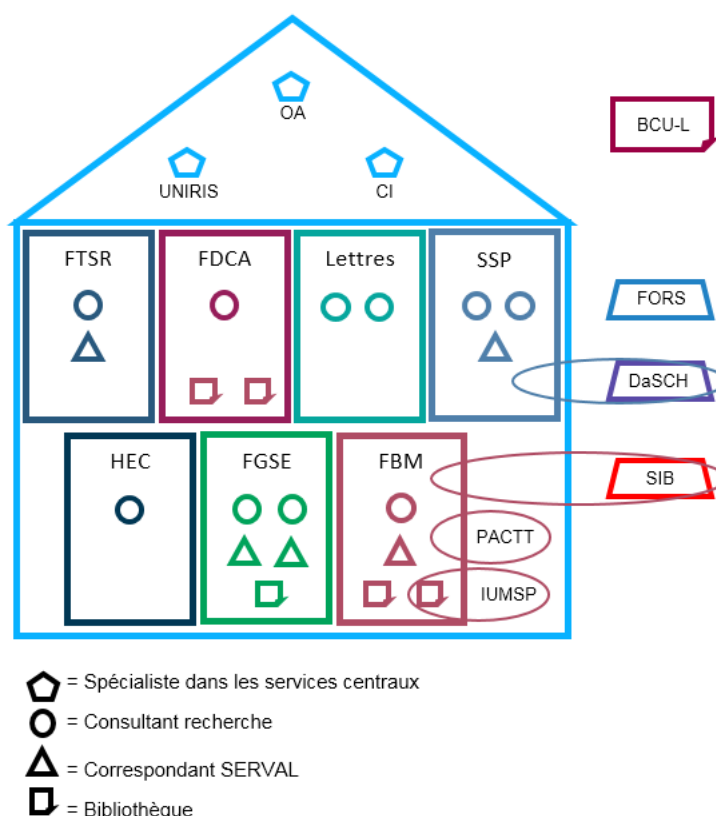 OA
BCU-L
UNIRIS
CI
FTSR
FDCA
Lettres
SSP
FORS
DaSCH
HEC
FGSE
FBM
SIB
PACTT
IUMSP
= Spécialiste dans les services centraux
= Consultant recherche
= Correspondant SERVAL
= Bibliothèque